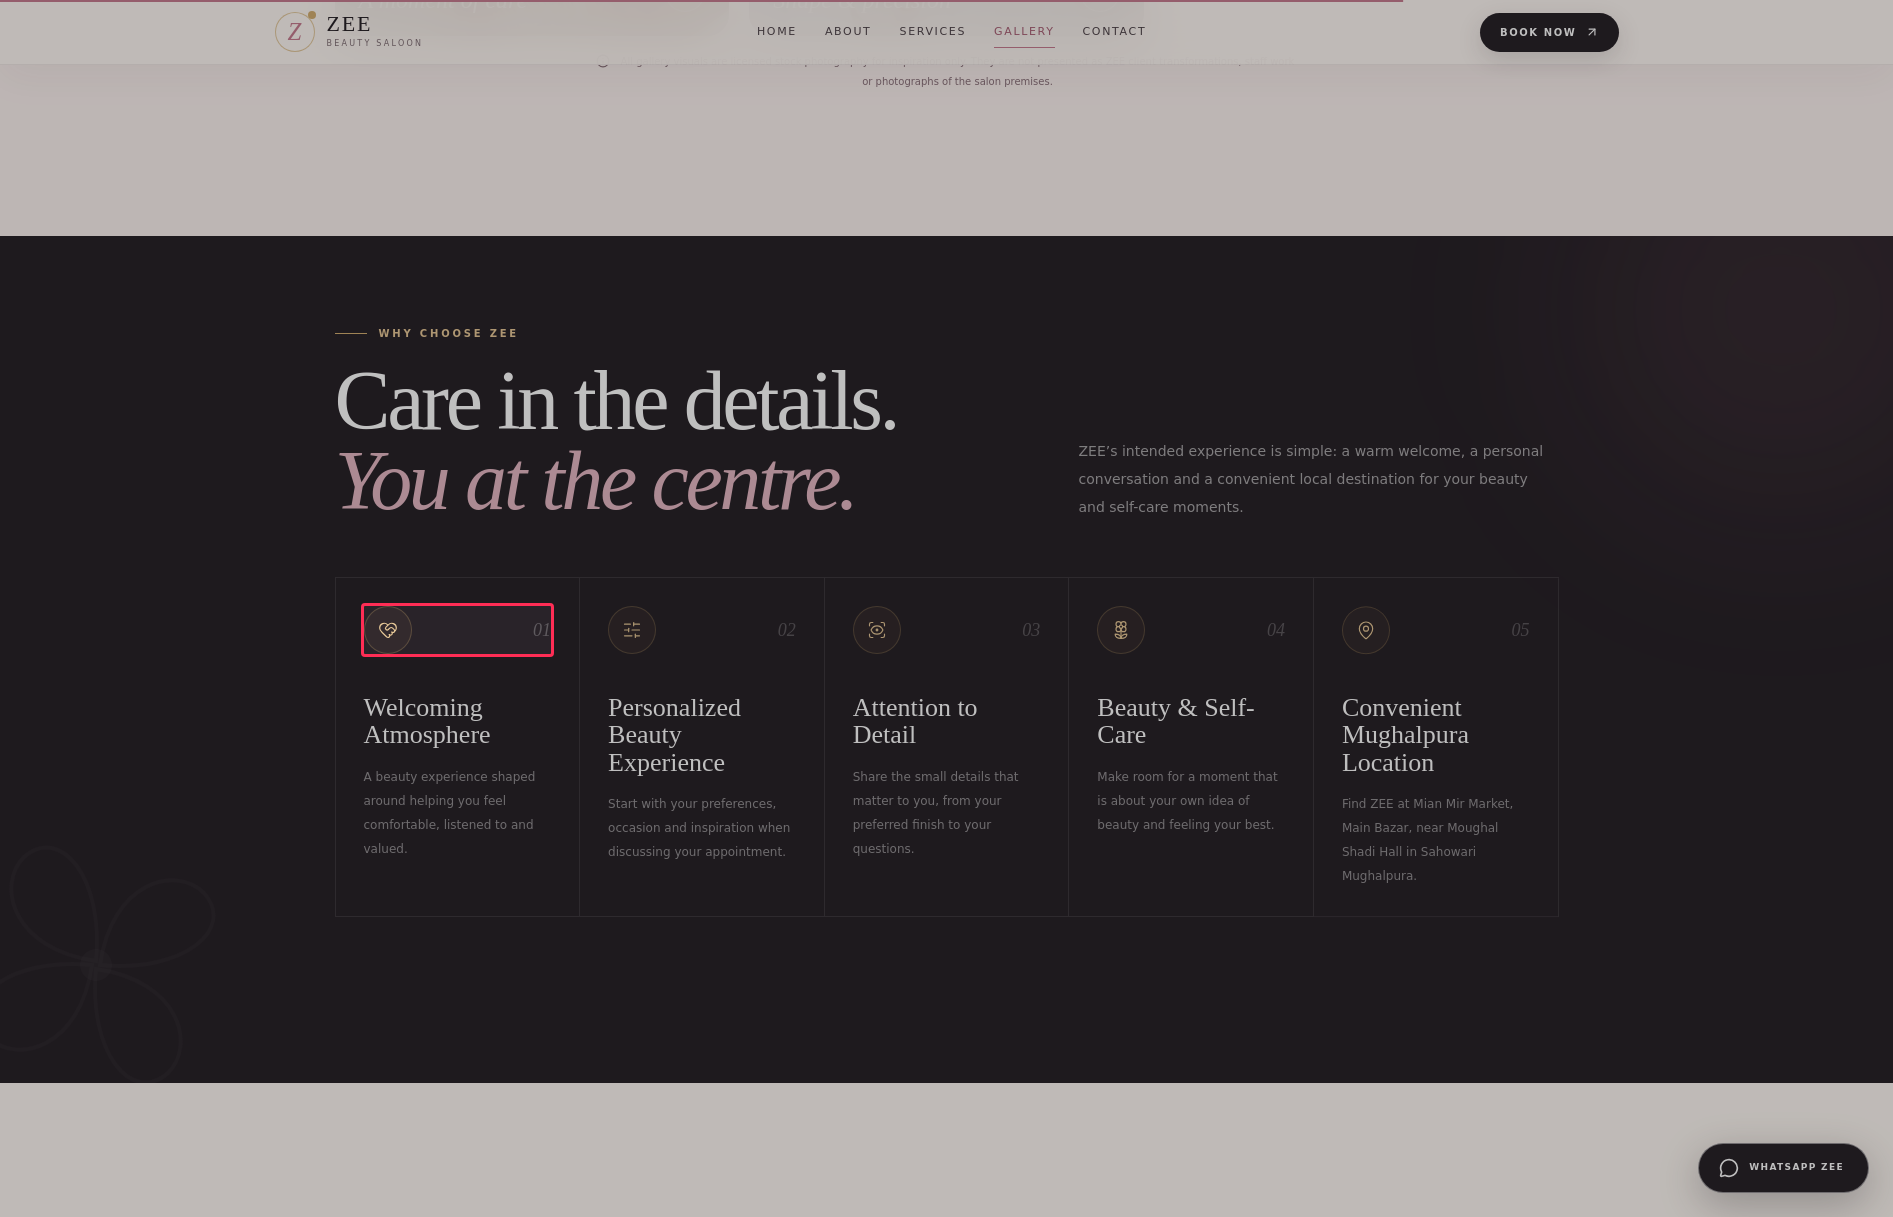 Z
ZEE
BEAUTY SALOON
HOME
ABOUT
SERVICES
GALLERY
CONTACT
BOOK NOW
or photographs of the salon premises.
WHY CHOOSE ZEE
Care in the details.
You at the centre.
ZEE’s intended experience is simple: a warm welcome, a personal
conversation and a convenient local destination for your beauty
and self-care moments.
01
Welcoming
Atmosphere
A beauty experience shaped
around helping you feel
comfortable, listened to and
valued.
02
Personalized
Beauty
Experience
Start with your preferences,
occasion and inspiration when
discussing your appointment.
03
Attention to
Detail
Share the small details that
matter to you, from your
preferred finish to your
questions.
04
Beauty & Self-
Care
Make room for a moment that
is about your own idea of
beauty and feeling your best.
05
Convenient
Mughalpura
Location
Find ZEE at Mian Mir Market,
Main Bazar, near Moughal
Shadi Hall in Sahowari
Mughalpura.
WHATSAPP ZEE